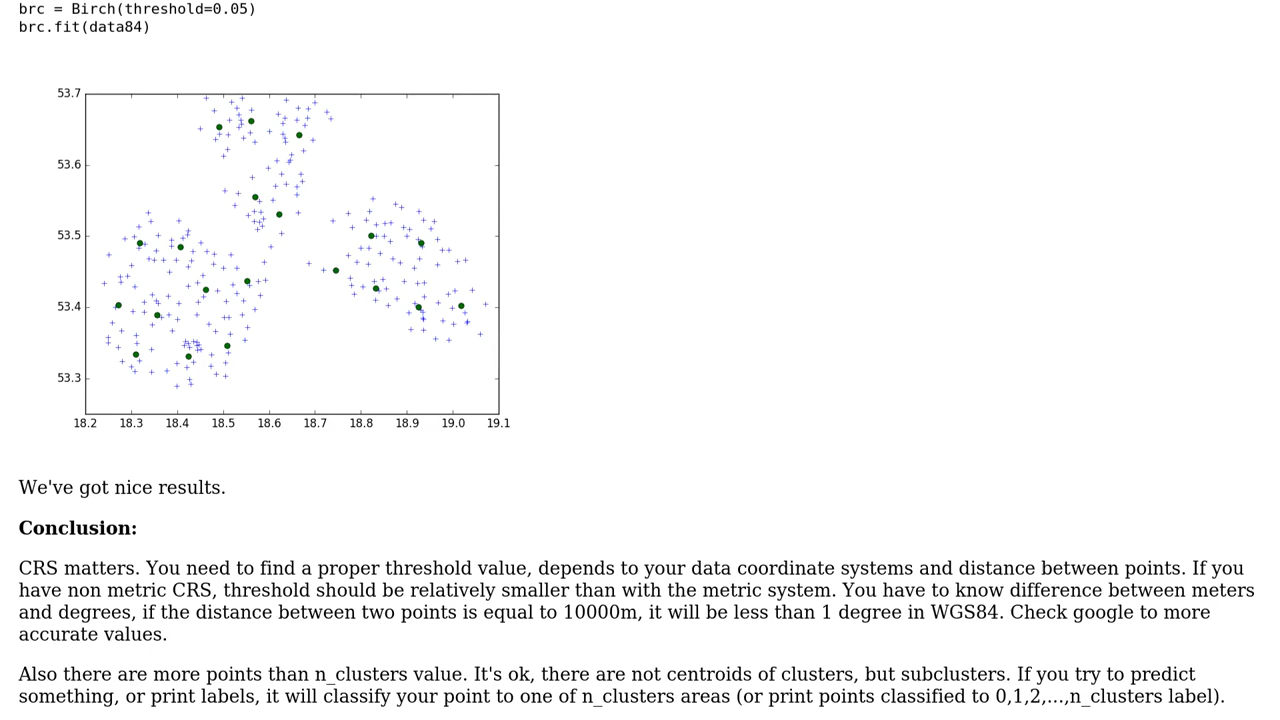 brc = Birch(threshold=0.05)
brc.fit(data84)
53.7
53.6
53.5
53.4
53.3
18.2 18.3 18.4 18.5 18.6 18.7 18.8 18.9 19.0 19.1
We've got nice results.
Conclusion:
CRS matters. You need to find a proper threshold value, depends to your data coordinate systems and distance between points. If you
have non metric CRS, threshold should be relatively smaller than with the metric system. You have to know difference between meters
and degrees, if the distance between two points is equal to 10000m, it will be less than 1 degree in WGS84. Check google to more
accurate values.
Also there are more points than n_clusters value. It's ok, there are not centroids of clusters, but subclusters. If you try to predict
something, or print labels, it will classify your point to one of n_clusters areas (or print points classified to 0,1,2,...,n_clusters label).